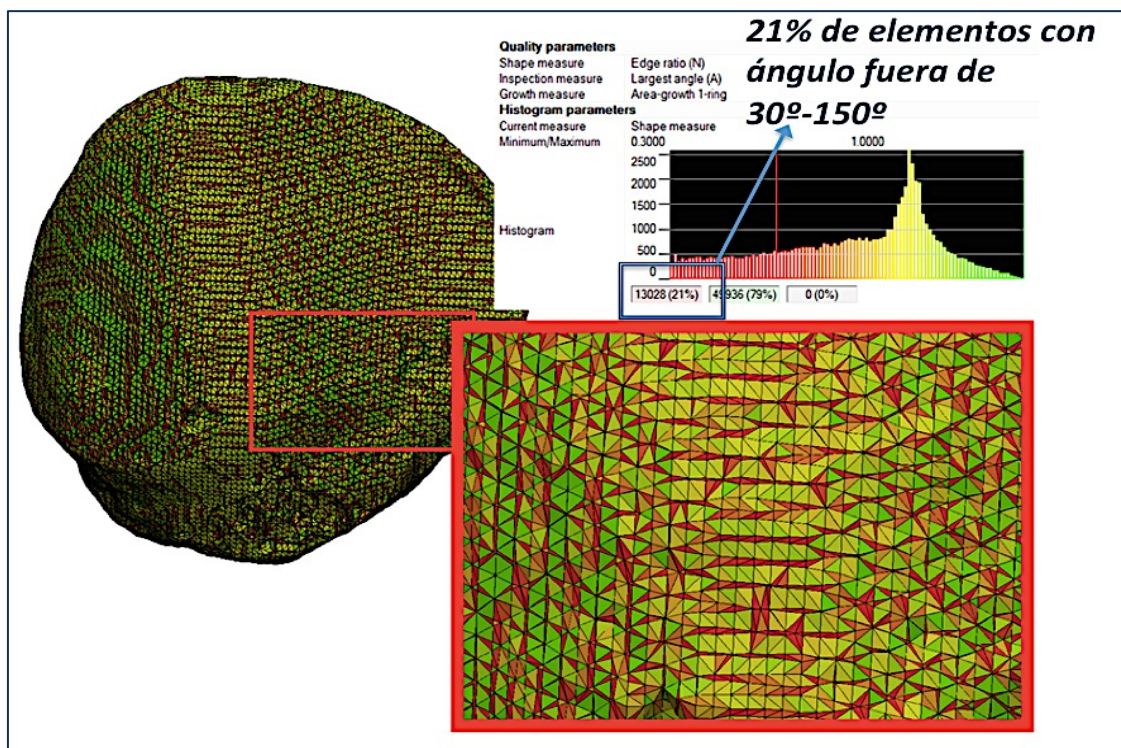 21% de elementos con
ángulo fuera de
30º-150º
Quality parameters
Shape measure Edge ratio (N)
Inspection measure Largest angle (A)
Growth measure Area-growth 1-ring
Histogram parameters
Current measure Shape measure
Minimum/Maximum 0.3000 1.0000
Histogram
2500
2000
1500
1000
500
0
13028 (21%) 49936 (79%) 0 (0%)